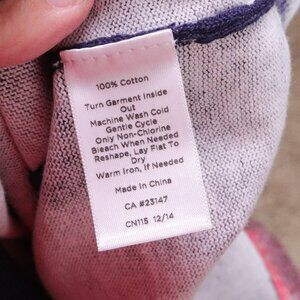 100% Cotton
Turn Garment Inside
Out
Machine Wash Cold
Gentle Cycle
Only Non-Chlorine
Bleach When Needed
Reshape, Lay Flat To
Dry
Warm Iron, If Needed
Made In China
CA #23147
CN115 12/14